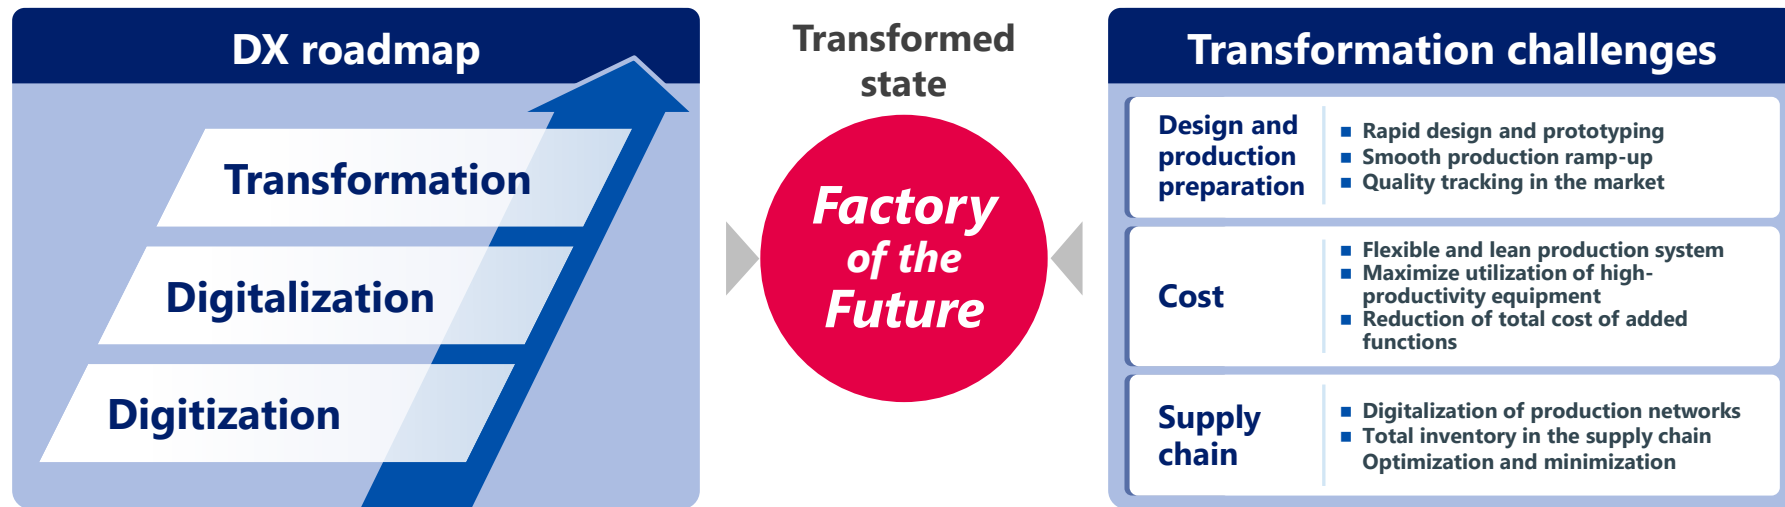 DX roadmap
Transformation
Digitalization
Digitization
Transformed
state
Factory
of the
Future
Transformation challenges
Design and
production
preparation
■ Rapid design and prototyping
■ Smooth production ramp-up
■ Quality tracking in the market
Cost
■ Flexible and lean production system
■ Maximize utilization of high-
productivity equipment
■ Reduction of total cost of added
functions
Supply
chain
■ Digitalization of production networks
■ Total inventory in the supply chain
Optimization and minimization